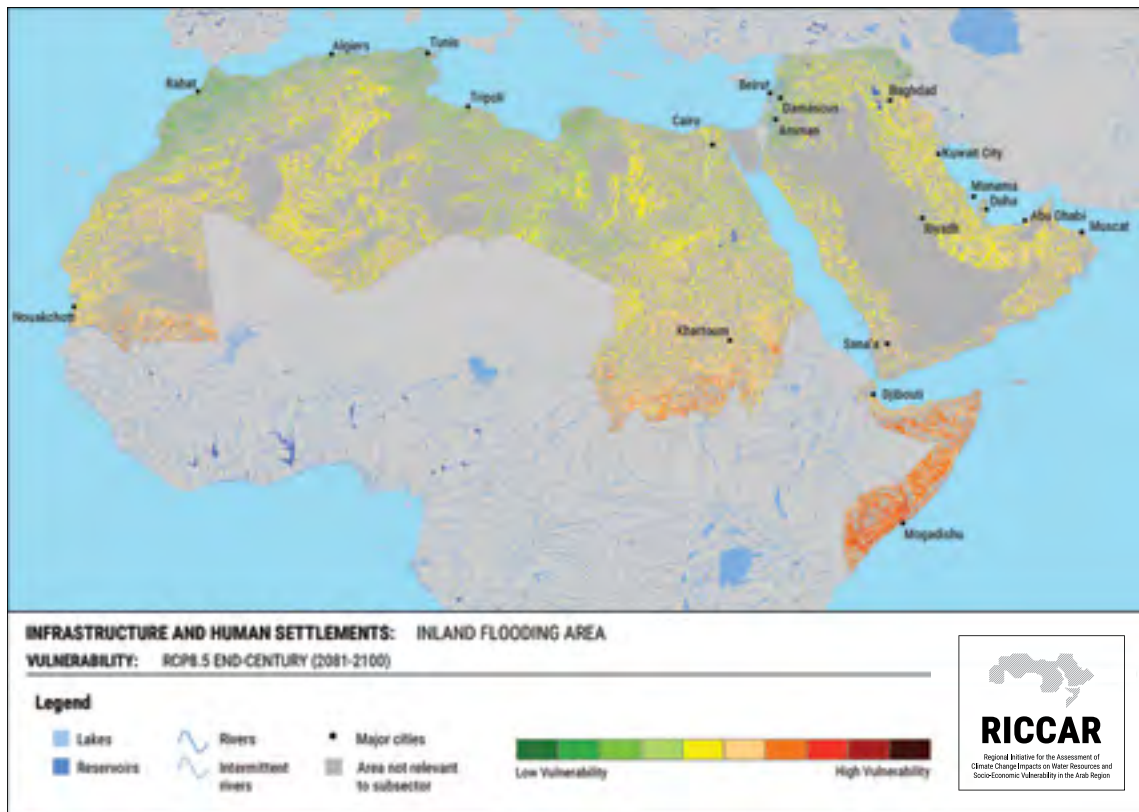 Algiers
Tunis
Rabat
Tripoli
Beirut
Damascus
Amman
Baghdad
Cairo
Kuwait City
Manama
Doha
Abu Dhabi
Muscat
Riyadh
Nouakchott
Khartoum
Sana'a
Djibouti
Mogadishu
INFRASTRUCTURE AND HUMAN SETTLEMENTS: INLAND FLOODING AREA
VULNERABILITY: RCP8.5 END-CENTURY (2081-2100)
Legend
Lakes
Rivers
Major cities
Reservoirs
Intermittent
rivers
Area not relevant
to subsector
Low Vulnerability
High Vulnerability
RICCAR
Regional Initiative for the Assessment of
Climate Change Impacts on Water Resources and
Socio-Economic Vulnerability in the Arab Region